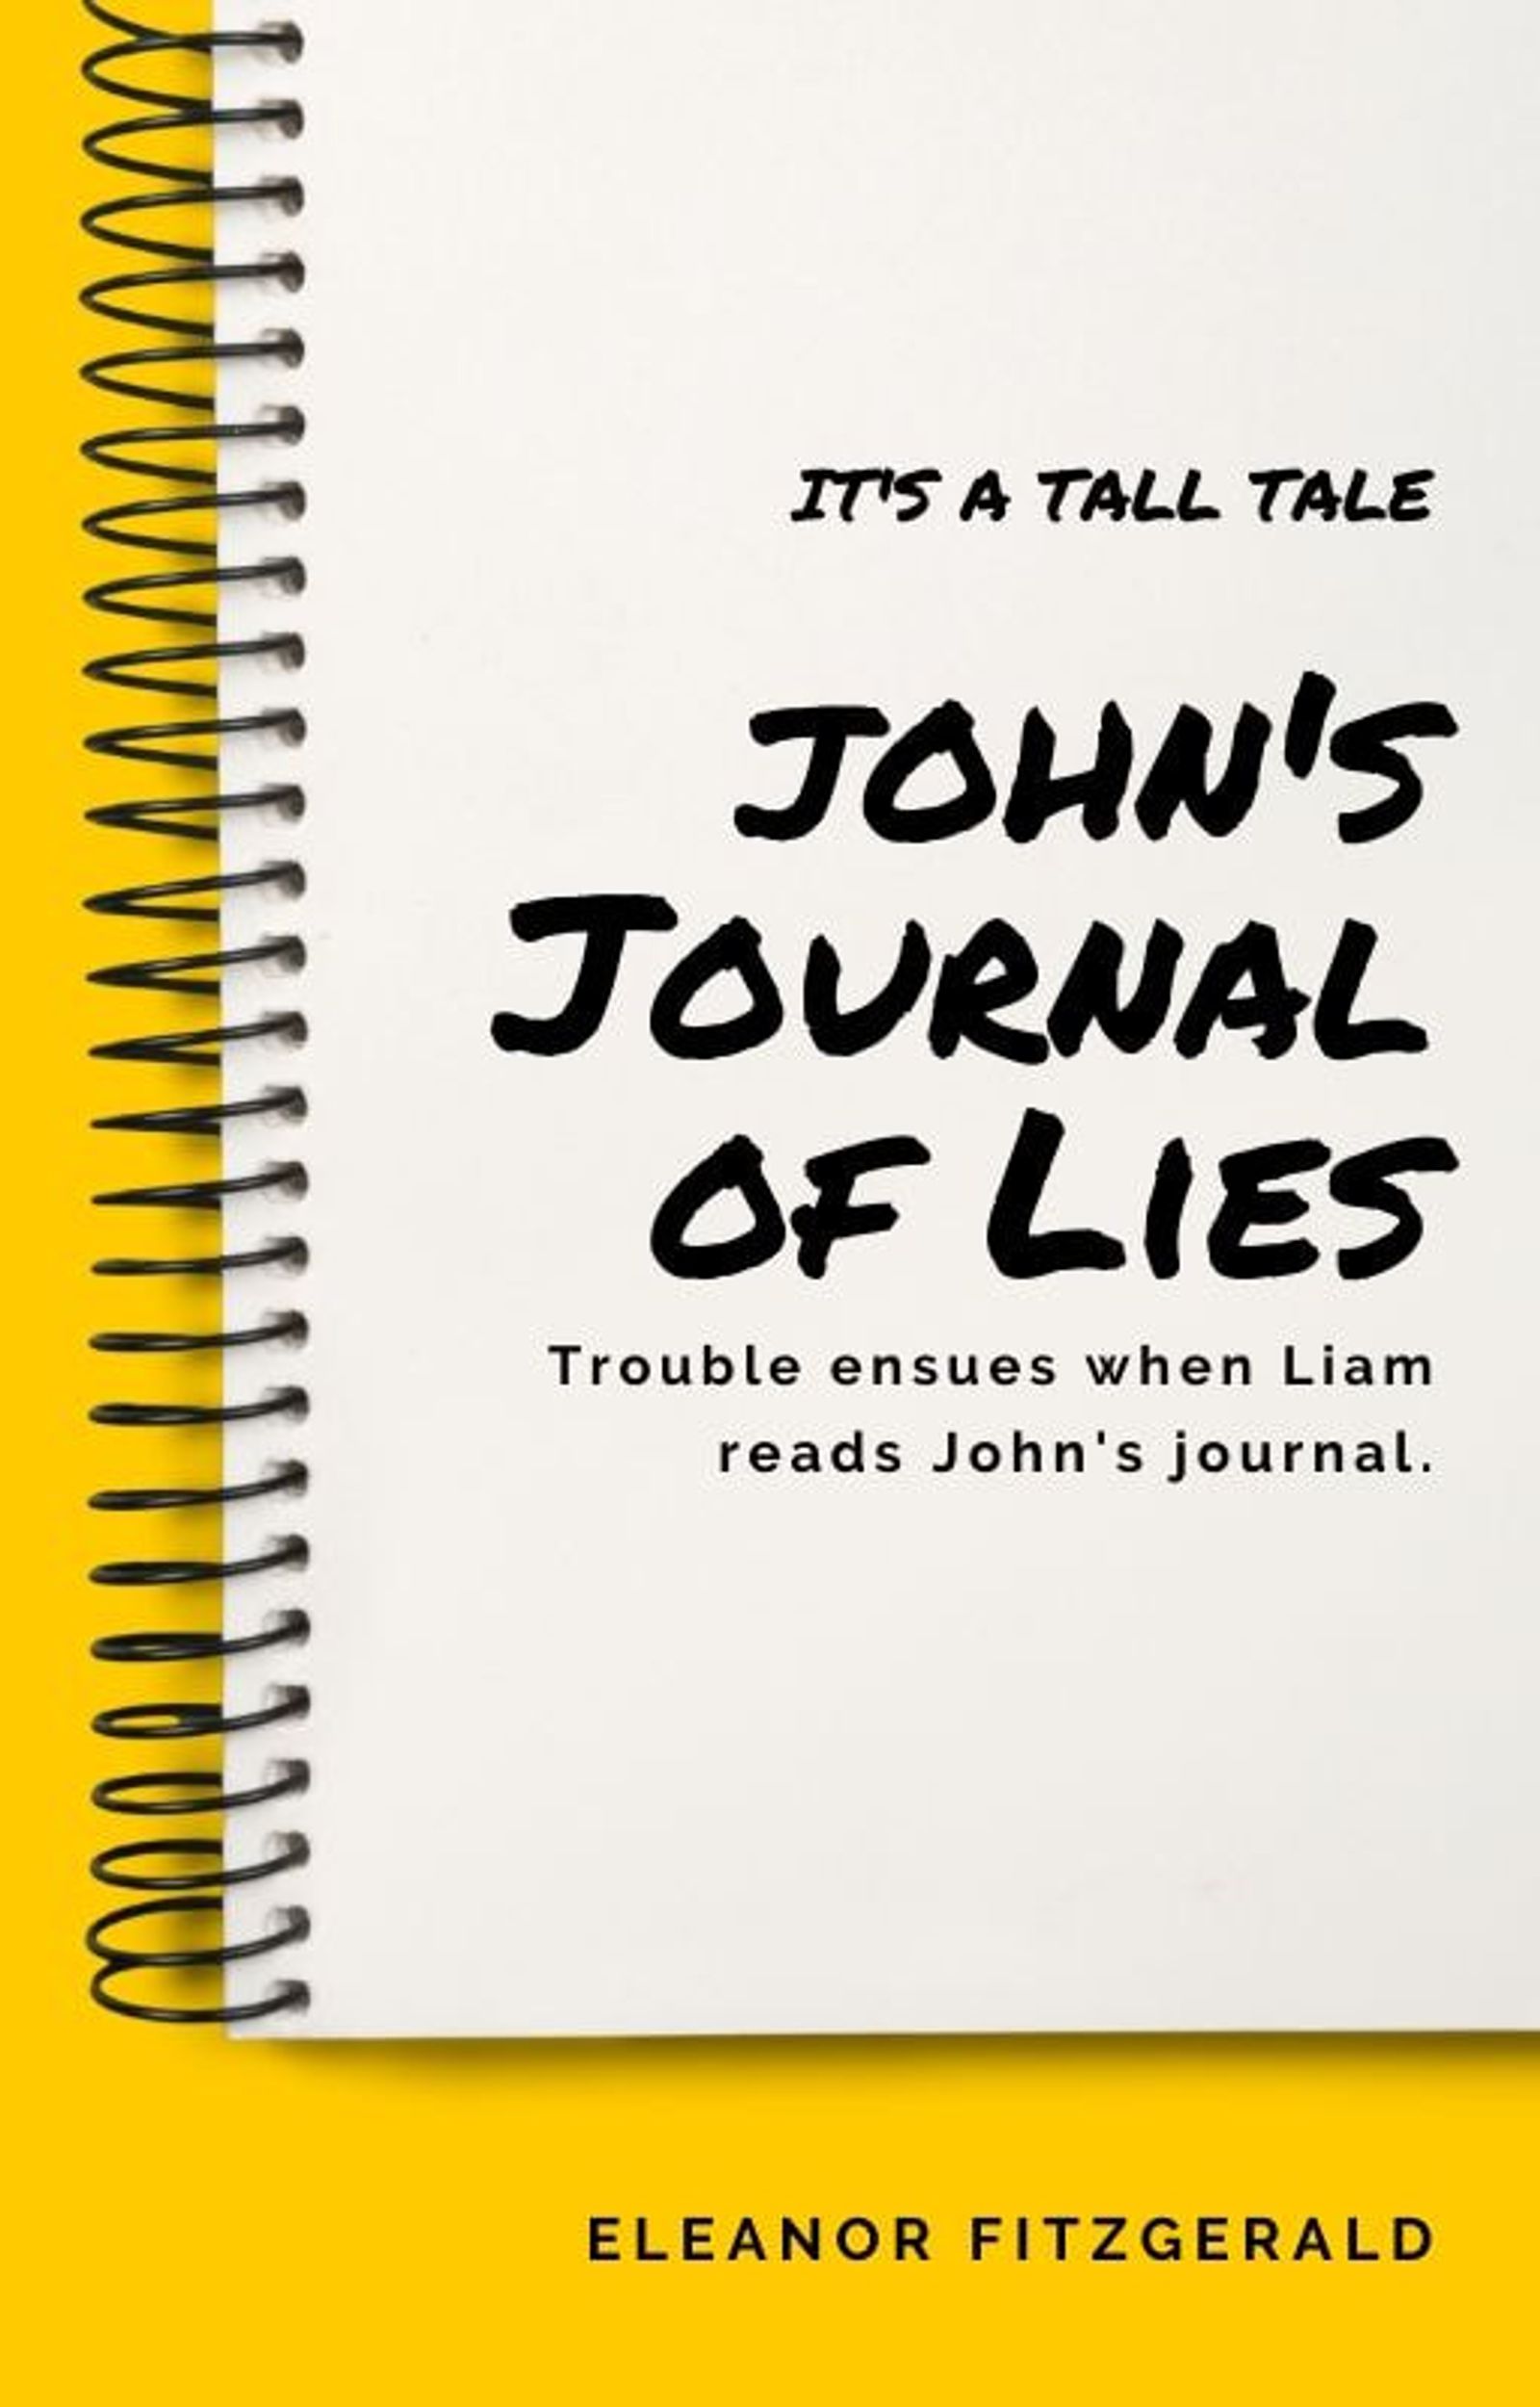 IT'S A TALL TALE
JOHN'S
JOURNAL
OF LIES
Trouble ensues when Liam
reads John's journal.
ELEANOR FITZGERALD